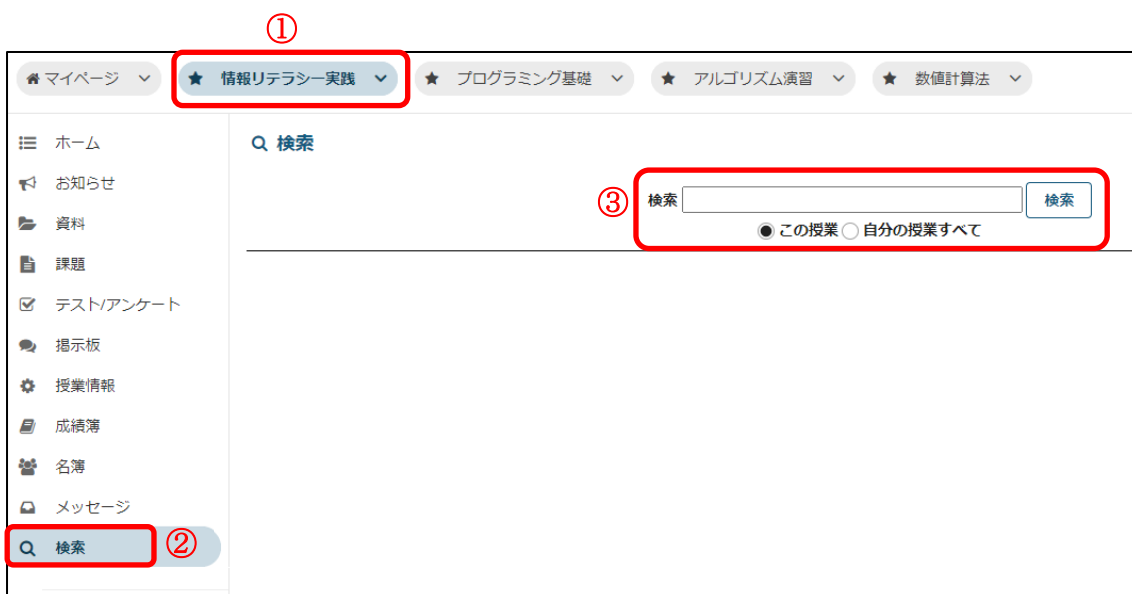 ①
マイページ
情報リテラシー実践
プログラミング基礎
アルゴリズム演習
数値計算法
ホーム
お知らせ
資料
課題
テスト/アンケート
掲示板
授業情報
成績簿
名簿
メッセージ
検索
②
検索
③
検索
検索
この授業 自分の授業すべて